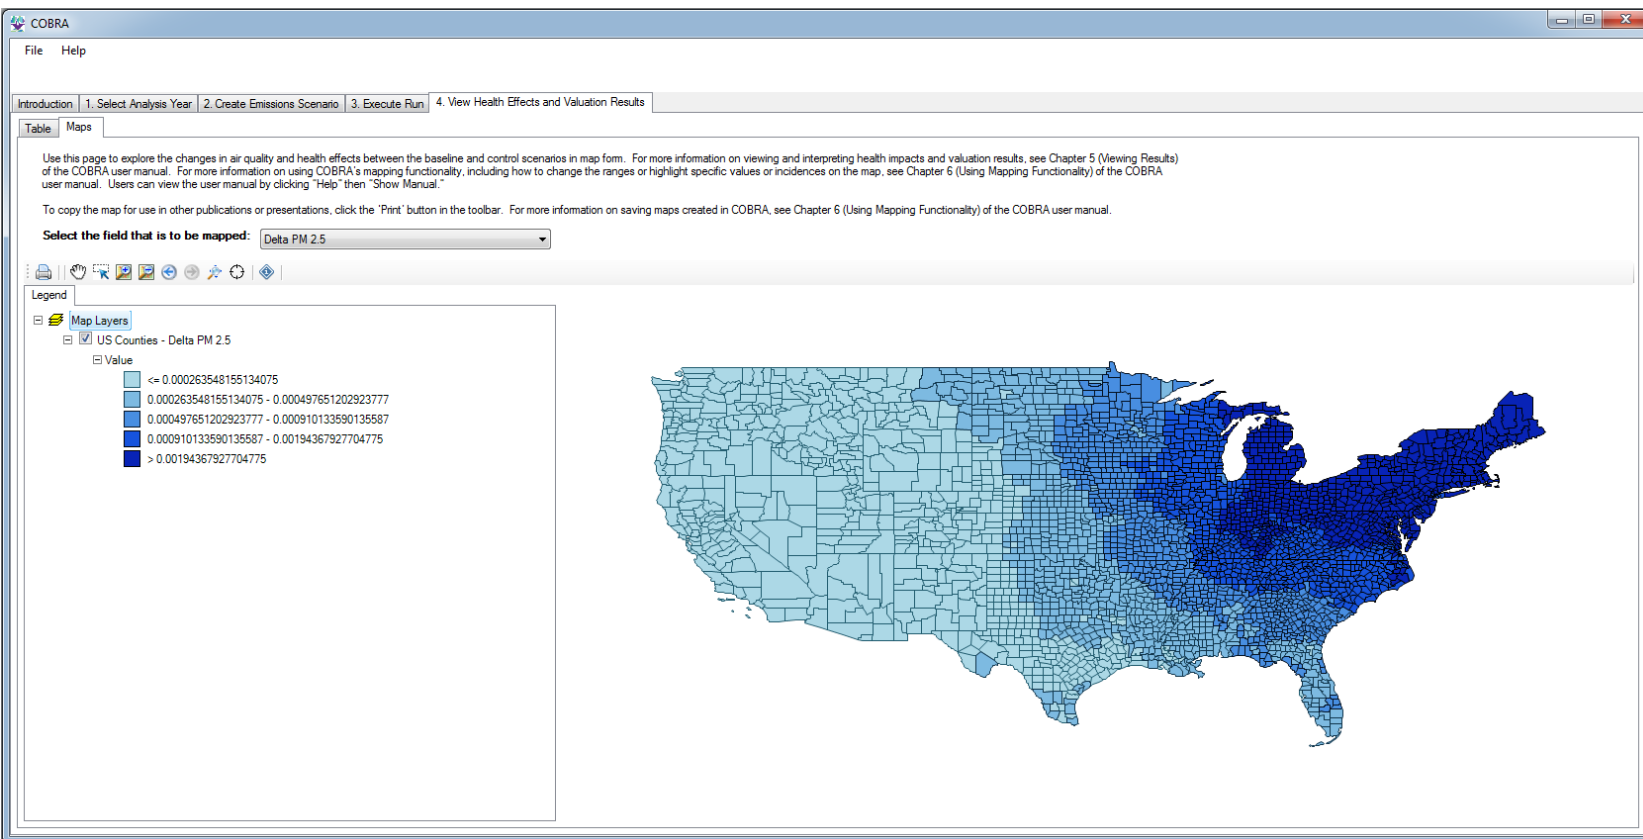 COBRA
File Help
Introduction 1. Select Analysis Year 2. Create Emissions Scenario 3. Execute Run 4. View Health Effects and Valuation Results
Table Maps
Use this page to explore the changes in air quality and health effects between the baseline and control scenarios in map form. For more information on viewing and interpreting health impacts and valuation results, see Chapter 5 (Viewing Results)
of the COBRA user manual. For more information on using COBRA's mapping functionality, including how to change the ranges or highlight specific values or incidences on the map, see Chapter 6 (Using Mapping Functionality) of the COBRA
user manual. Users can view the user manual by clicking "Help" then "Show Manual."
To copy the map for use in other publications or presentations, click the 'Print' button in the toolbar. For more information on saving maps created in COBRA, see Chapter 6 (Using Mapping Functionality) of the COBRA user manual.
Select the field that is to be mapped: Delta PM 2.5
Legend
Map Layers
US Counties - Delta PM 2.5
Value
<= 0.000263548155134075
0.000263548155134075 - 0.000497651202923777
0.000497651202923777 - 0.000910133590135587
0.000910133590135587 - 0.00194367927704775
> 0.00194367927704775